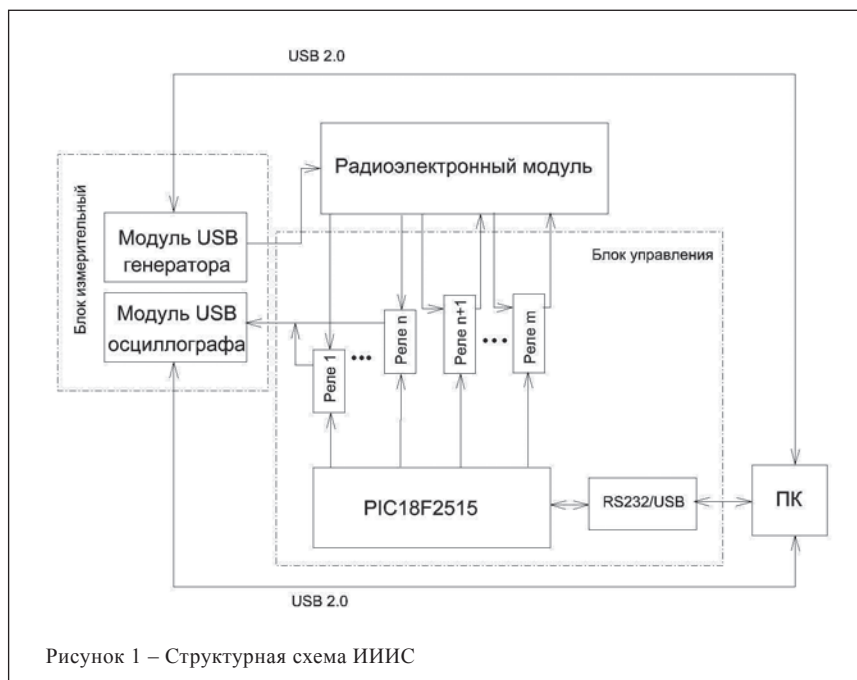 USB 2.0
Радиоэлектронный модуль
Блок измерительный
Модуль USB
генератора
Модуль USB
осциллографа
Блок управления
Реле 1
Реле n
Реле n+1
Реле m
PIC18F2515
RS232/USB
ПК
USB 2.0
Рисунок 1 – Структурная схема ИИИС